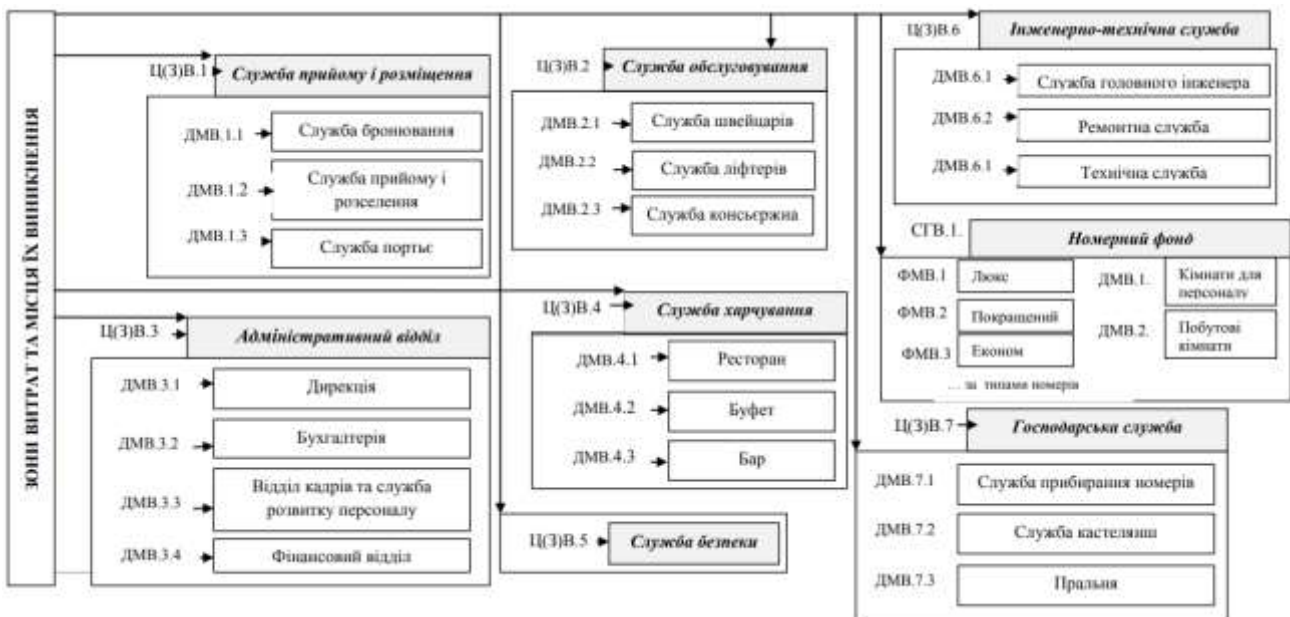 ЗОНИ ВИТРАТ ТА МІСЦЯ ЇХ ВИНИКНЕННЯ
Ц(З)В.1
Служба прийому і розміщення
ДМВ.1.1
Служба бронювання
ДМВ.1.2
Служба прийому і
розселення
ДМВ.1.3
Служба портьє
Ц(З)В.2
Служба обслуговування
ДМВ.2.1
Служба швейцарів
ДМВ.2.2
Служба ліфтерів
ДМВ.2.3
Служба консьєржна
Ц(З)В.6
Інженерно-технічна служба
ДМВ.6.1
Служба головного інженера
ДМВ.6.2
Ремонтна служба
ДМВ.6.1
Технічна служба
СГВ.1.
Номерний фонд
ФМВ.1
Люкс
ФМВ.2
Покращений
ФМВ.3
Економ
ДМВ.1.
Кімнати для
персоналу
ДМВ.2.
Побутові
кімнати
... за типами номерів
Ц(З)В.3
Адміністративний відділ
ДМВ.3.1
Дирекція
ДМВ.3.2
Бухгалтерія
ДМВ.3.3
Відділ кадрів та служба
розвитку персоналу
ДМВ.3.4
Фінансовий відділ
Ц(З)В.4
Служба харчування
ДМВ.4.1
Ресторан
ДМВ.4.2
Буфет
ДМВ.4.3
Бар
Ц(З)В.5
Служба безпеки
Ц(З)В.7
Господарська служба
ДМВ.7.1
Служба прибирання номерів
ДМВ.7.2
Служба кастелянш
ДМВ.7.3
Пральня